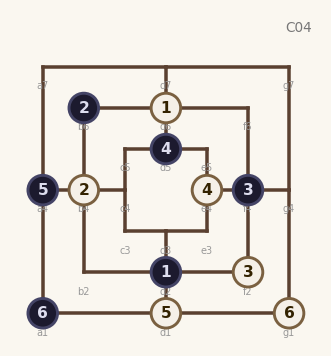 C04
a7 d7 g7
2 1
b6 d6 f6
4
c5 d5 e5
5 2 4 3
a4 b4 c4 e4 f4 g4
c3 d3 e3
1 3
b2 d2 f2
6 5 6
a1 d1 g1